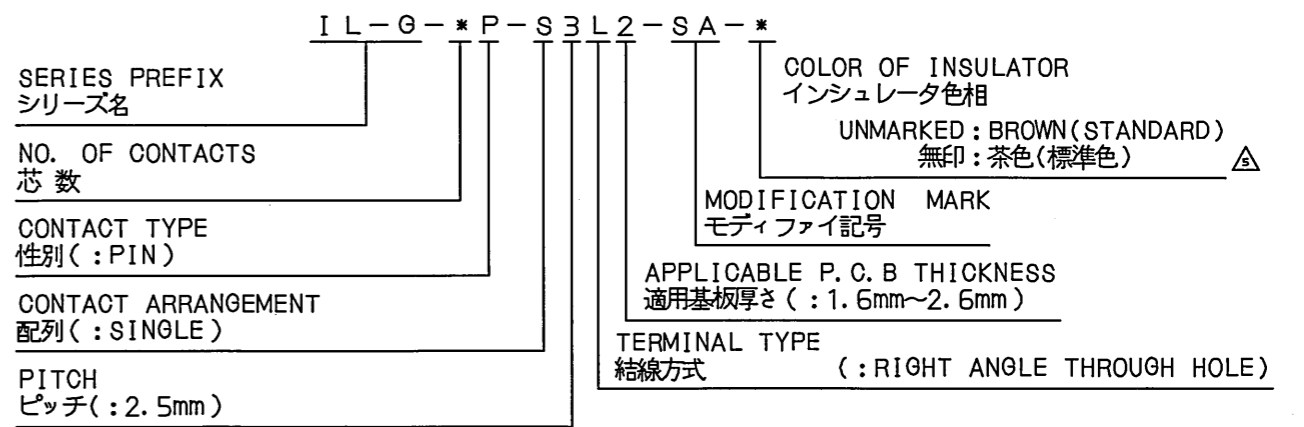 IL-G-*P-S3L2-SA-*
SERIES PREFIX
シリーズ名
NO. OF CONTACTS
芯数
CONTACT TYPE
性別(:PIN)
CONTACT ARRANGEMENT
配列(:SINGLE)
PITCH
ピッチ(:2.5mm)
COLOR OF INSULATOR
インシュレータ色相
UNMARKED:BROWN(STANDARD)
無印:茶色(標準色)
5
MODIFICATION MARK
モディファイ記号
APPLICABLE P.C.B THICKNESS
適用基板厚さ(:1.6mm～2.6mm)
TERMINAL TYPE
結線方式 (:RIGHT ANGLE THROUGH HOLE)